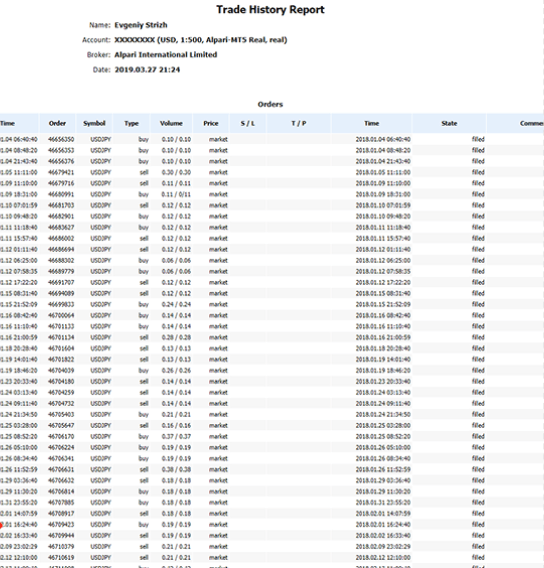 Trade History Report
Name: Evgeniy Strizh
Account: XXXXXXXX (USD, 1:500, Alpari-MT5 Real, real)
Broker: Alpari International Limited
Date: 2019.03.27 21:24
Orders
Time Order Symbol Type Volume Price S / L T / P Time State Comme
1.04 06:40:40 46656350 USDJPY buy 0.10 / 0.10 market 2018.01.04 06:40:40 filled
1.04 08:48:20 46656353 USDJPY buy 0.10 / 0.10 market 2018.01.04 08:48:20 filled
1.04 21:43:40 46656376 USDJPY buy 0.10 / 0.10 market 2018.01.04 21:43:40 filled
1.05 11:11:00 46679421 USDJPY sell 0.30 / 0.30 market 2018.01.05 11:11:00 filled
1.09 11:10:00 46679716 USDJPY sell 0.11 / 0.11 market 2018.01.09 11:10:00 filled
1.09 18:31:00 46680991 USDJPY buy 0.11 / 0.11 market 2018.01.09 18:31:00 filled
1.10 07:01:59 46681703 USDJPY sell 0.12 / 0.12 market 2018.01.10 07:01:59 filled
1.10 09:48:20 46682901 USDJPY sell 0.12 / 0.12 market 2018.01.10 09:48:20 filled
1.11 11:18:40 46683627 USDJPY buy 0.12 / 0.12 market 2018.01.11 11:18:40 filled
1.11 15:57:40 46686002 USDJPY sell 0.12 / 0.12 market 2018.01.11 15:57:40 filled
1.12 01:11:40 46686694 USDJPY sell 0.12 / 0.12 market 2018.01.12 01:11:40 filled
1.12 06:25:00 46688302 USDJPY buy 0.06 / 0.06 market 2018.01.12 06:25:00 filled
1.12 07:58:35 46689779 USDJPY buy 0.06 / 0.06 market 2018.01.12 07:58:35 filled
1.12 17:22:20 46691707 USDJPY sell 0.12 / 0.12 market 2018.01.12 17:22:20 filled
1.15 08:31:40 46694089 USDJPY sell 0.12 / 0.12 market 2018.01.15 08:31:40 filled
1.15 21:52:09 46699833 USDJPY buy 0.24 / 0.24 market 2018.01.15 21:52:09 filled
1.16 08:42:40 46700064 USDJPY buy 0.14 / 0.14 market 2018.01.16 08:42:40 filled
1.16 11:10:40 46701133 USDJPY buy 0.14 / 0.14 market 2018.01.16 11:10:40 filled
1.16 21:00:59 46701134 USDJPY sell 0.28 / 0.28 market 2018.01.16 21:00:59 filled
1.18 20:28:40 46701604 USDJPY sell 0.13 / 0.13 market 2018.01.18 20:28:40 filled
1.19 14:01:40 46701822 USDJPY sell 0.13 / 0.13 market 2018.01.19 14:01:40 filled
1.19 18:46:20 46704039 USDJPY buy 0.26 / 0.26 market 2018.01.19 18:46:20 filled
1.23 20:33:40 46704180 USDJPY sell 0.14 / 0.14 market 2018.01.23 20:33:40 filled
1.24 03:13:40 46704259 USDJPY sell 0.14 / 0.14 market 2018.01.24 03:13:40 filled
1.24 09:11:40 46704732 USDJPY sell 0.14 / 0.14 market 2018.01.24 09:11:40 filled
1.24 21:34:50 46705403 USDJPY buy 0.21 / 0.21 market 2018.01.24 21:34:50 filled
1.25 03:28:00 46705647 USDJPY sell 0.16 / 0.16 market 2018.01.25 03:28:00 filled
1.25 08:52:20 46706170 USDJPY buy 0.37 / 0.37 market 2018.01.25 08:52:20 filled
1.26 05:10:00 46706224 USDJPY buy 0.19 / 0.19 market 2018.01.26 05:10:00 filled
1.26 08:34:40 46706341 USDJPY buy 0.19 / 0.19 market 2018.01.26 08:34:40 filled
1.26 11:52:59 46706631 USDJPY sell 0.38 / 0.38 market 2018.01.26 11:52:59 filled
1.29 03:36:40 46706632 USDJPY sell 0.18 / 0.18 market 2018.01.29 03:36:40 filled
1.29 11:30:20 46706814 USDJPY buy 0.18 / 0.18 market 2018.01.29 11:30:20 filled
1.31 23:55:20 46707885 USDJPY buy 0.18 / 0.18 market 2018.01.31 23:55:20 filled
2.01 14:07:59 46708917 USDJPY sell 0.18 / 0.18 market 2018.02.01 14:07:59 filled
2.01 16:24:40 46709423 USDJPY buy 0.19 / 0.19 market 2018.02.01 16:24:40 filled
2.02 16:33:40 46709944 USDJPY sell 0.19 / 0.19 market 2018.02.02 16:33:40 filled
2.09 23:02:29 46710379 USDJPY sell 0.21 / 0.21 market 2018.02.09 23:02:29 filled
2.12 12:10:00 46710619 USDJPY buy 0.21 / 0.21 market 2018.02.12 12:10:00 filled